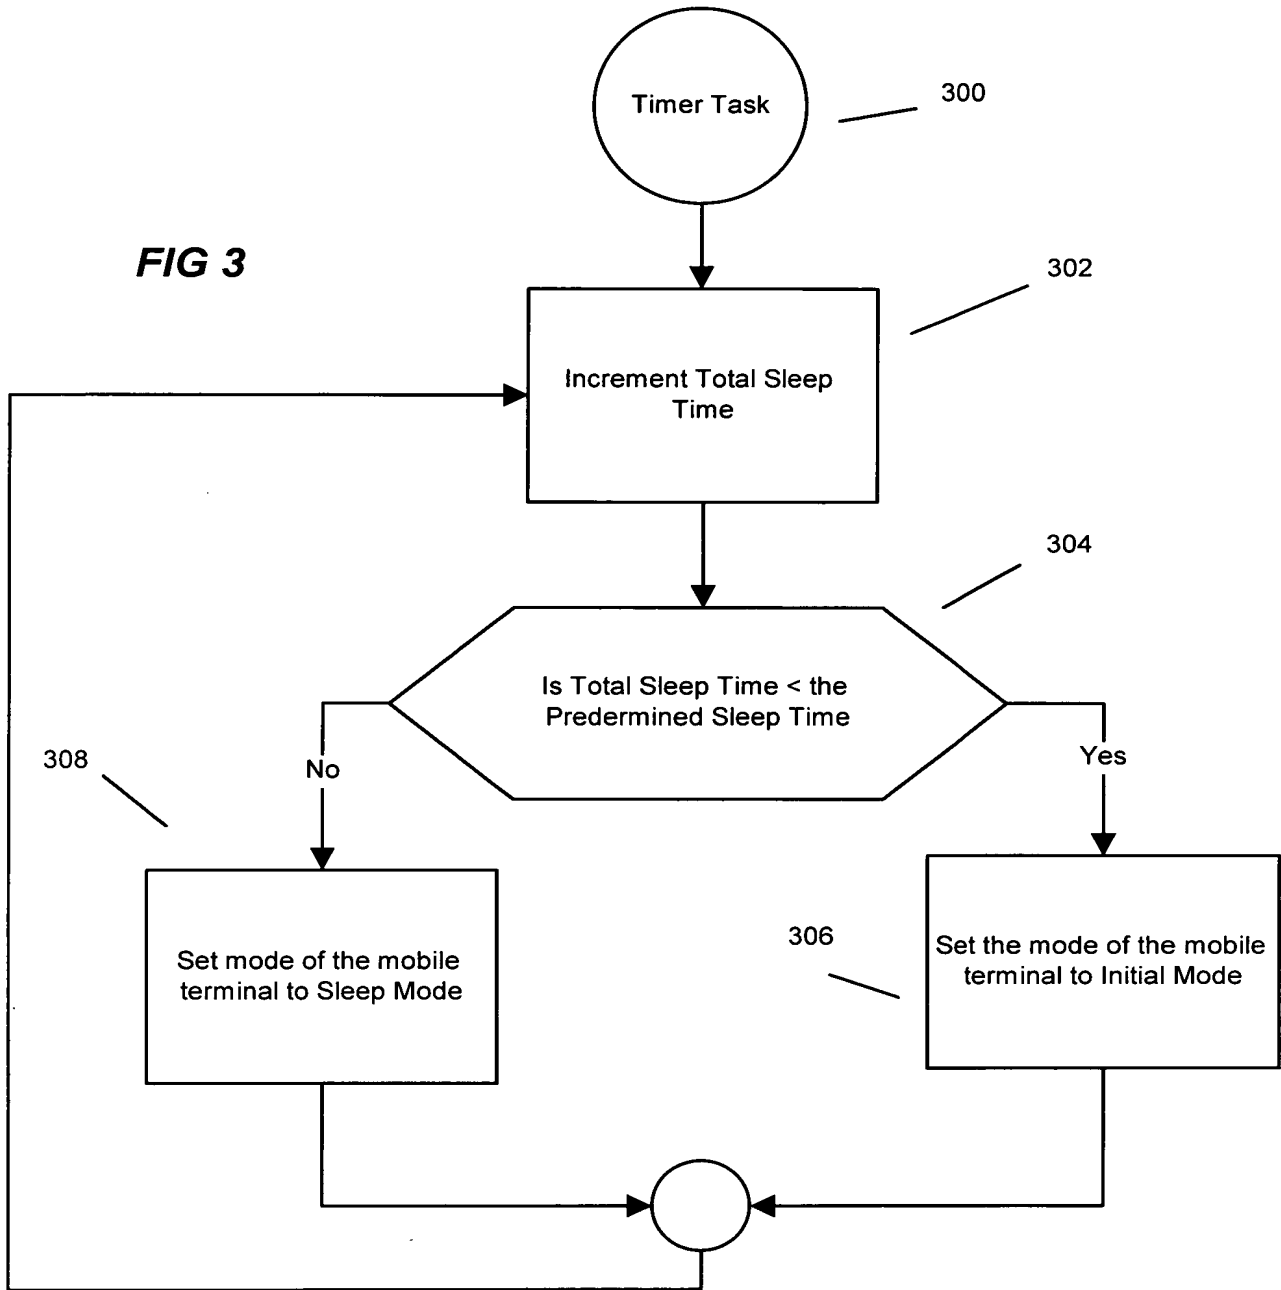 Timer Task
300
FIG 3
302
Increment Total Sleep
Time
304
Is Total Sleep Time < the
Predermined Sleep Time
308
No
Yes
Set mode of the mobile
terminal to Sleep Mode
306
Set the mode of the mobile
terminal to Initial Mode